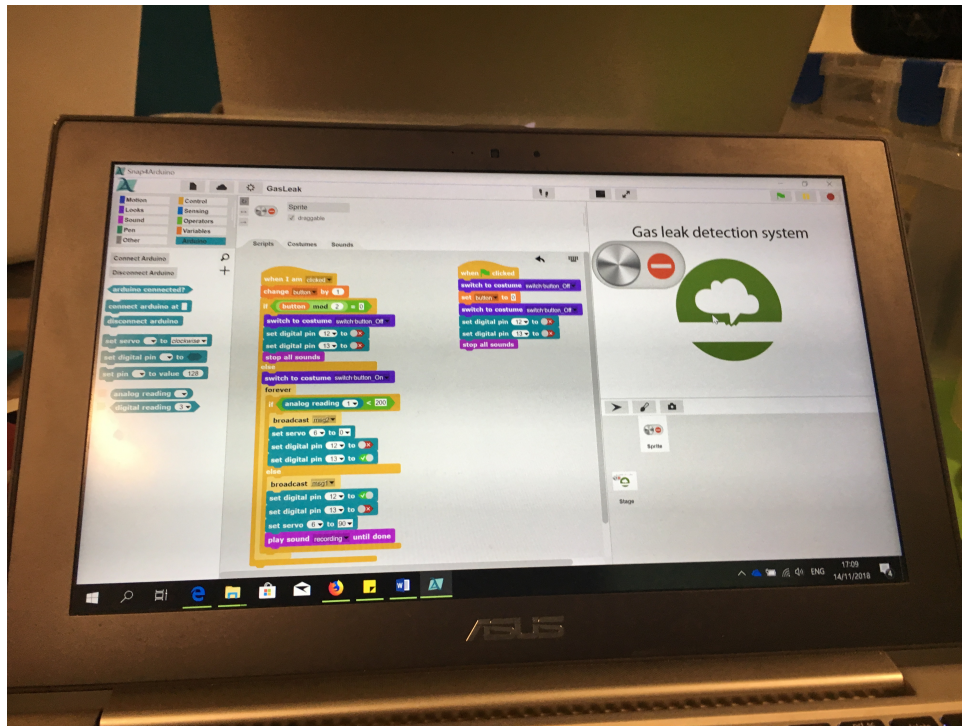 Snap4Arduino
GasLeak
Motion Control
Looks Sensing
Sound Operators
Pen Variables
Other Arduino
Sprite
draggable
Scripts Costumes Sounds
Connect Arduino
Disconnect Arduino
arduino connected?
connect arduino at
disconnect arduino
set servo to clockwise
set digital pin to
set pin to value 128
analog reading
digital reading 3
when I am clicked
change button by 1
if button mod 2 = 0
switch to costume switch-button_Off
set digital pin 12 to
set digital pin 13 to
stop all sounds
else
switch to costume switch-button_On
forever
if analog reading 1 < 200
broadcast msg2
set servo 6 to 0
set digital pin 12 to
set digital pin 13 to
else
broadcast msg1
set digital pin 12 to
set digital pin 13 to
set servo 6 to 90
play sound recording until done
when clicked
switch to costume switch-button_Off
set button to 0
switch to costume switch-button_Off
set digital pin 12 to
set digital pin 13 to
stop all sounds
Gas leak detection system
Sprite
Stage
ENG
17:09
14/11/2018
ASUS